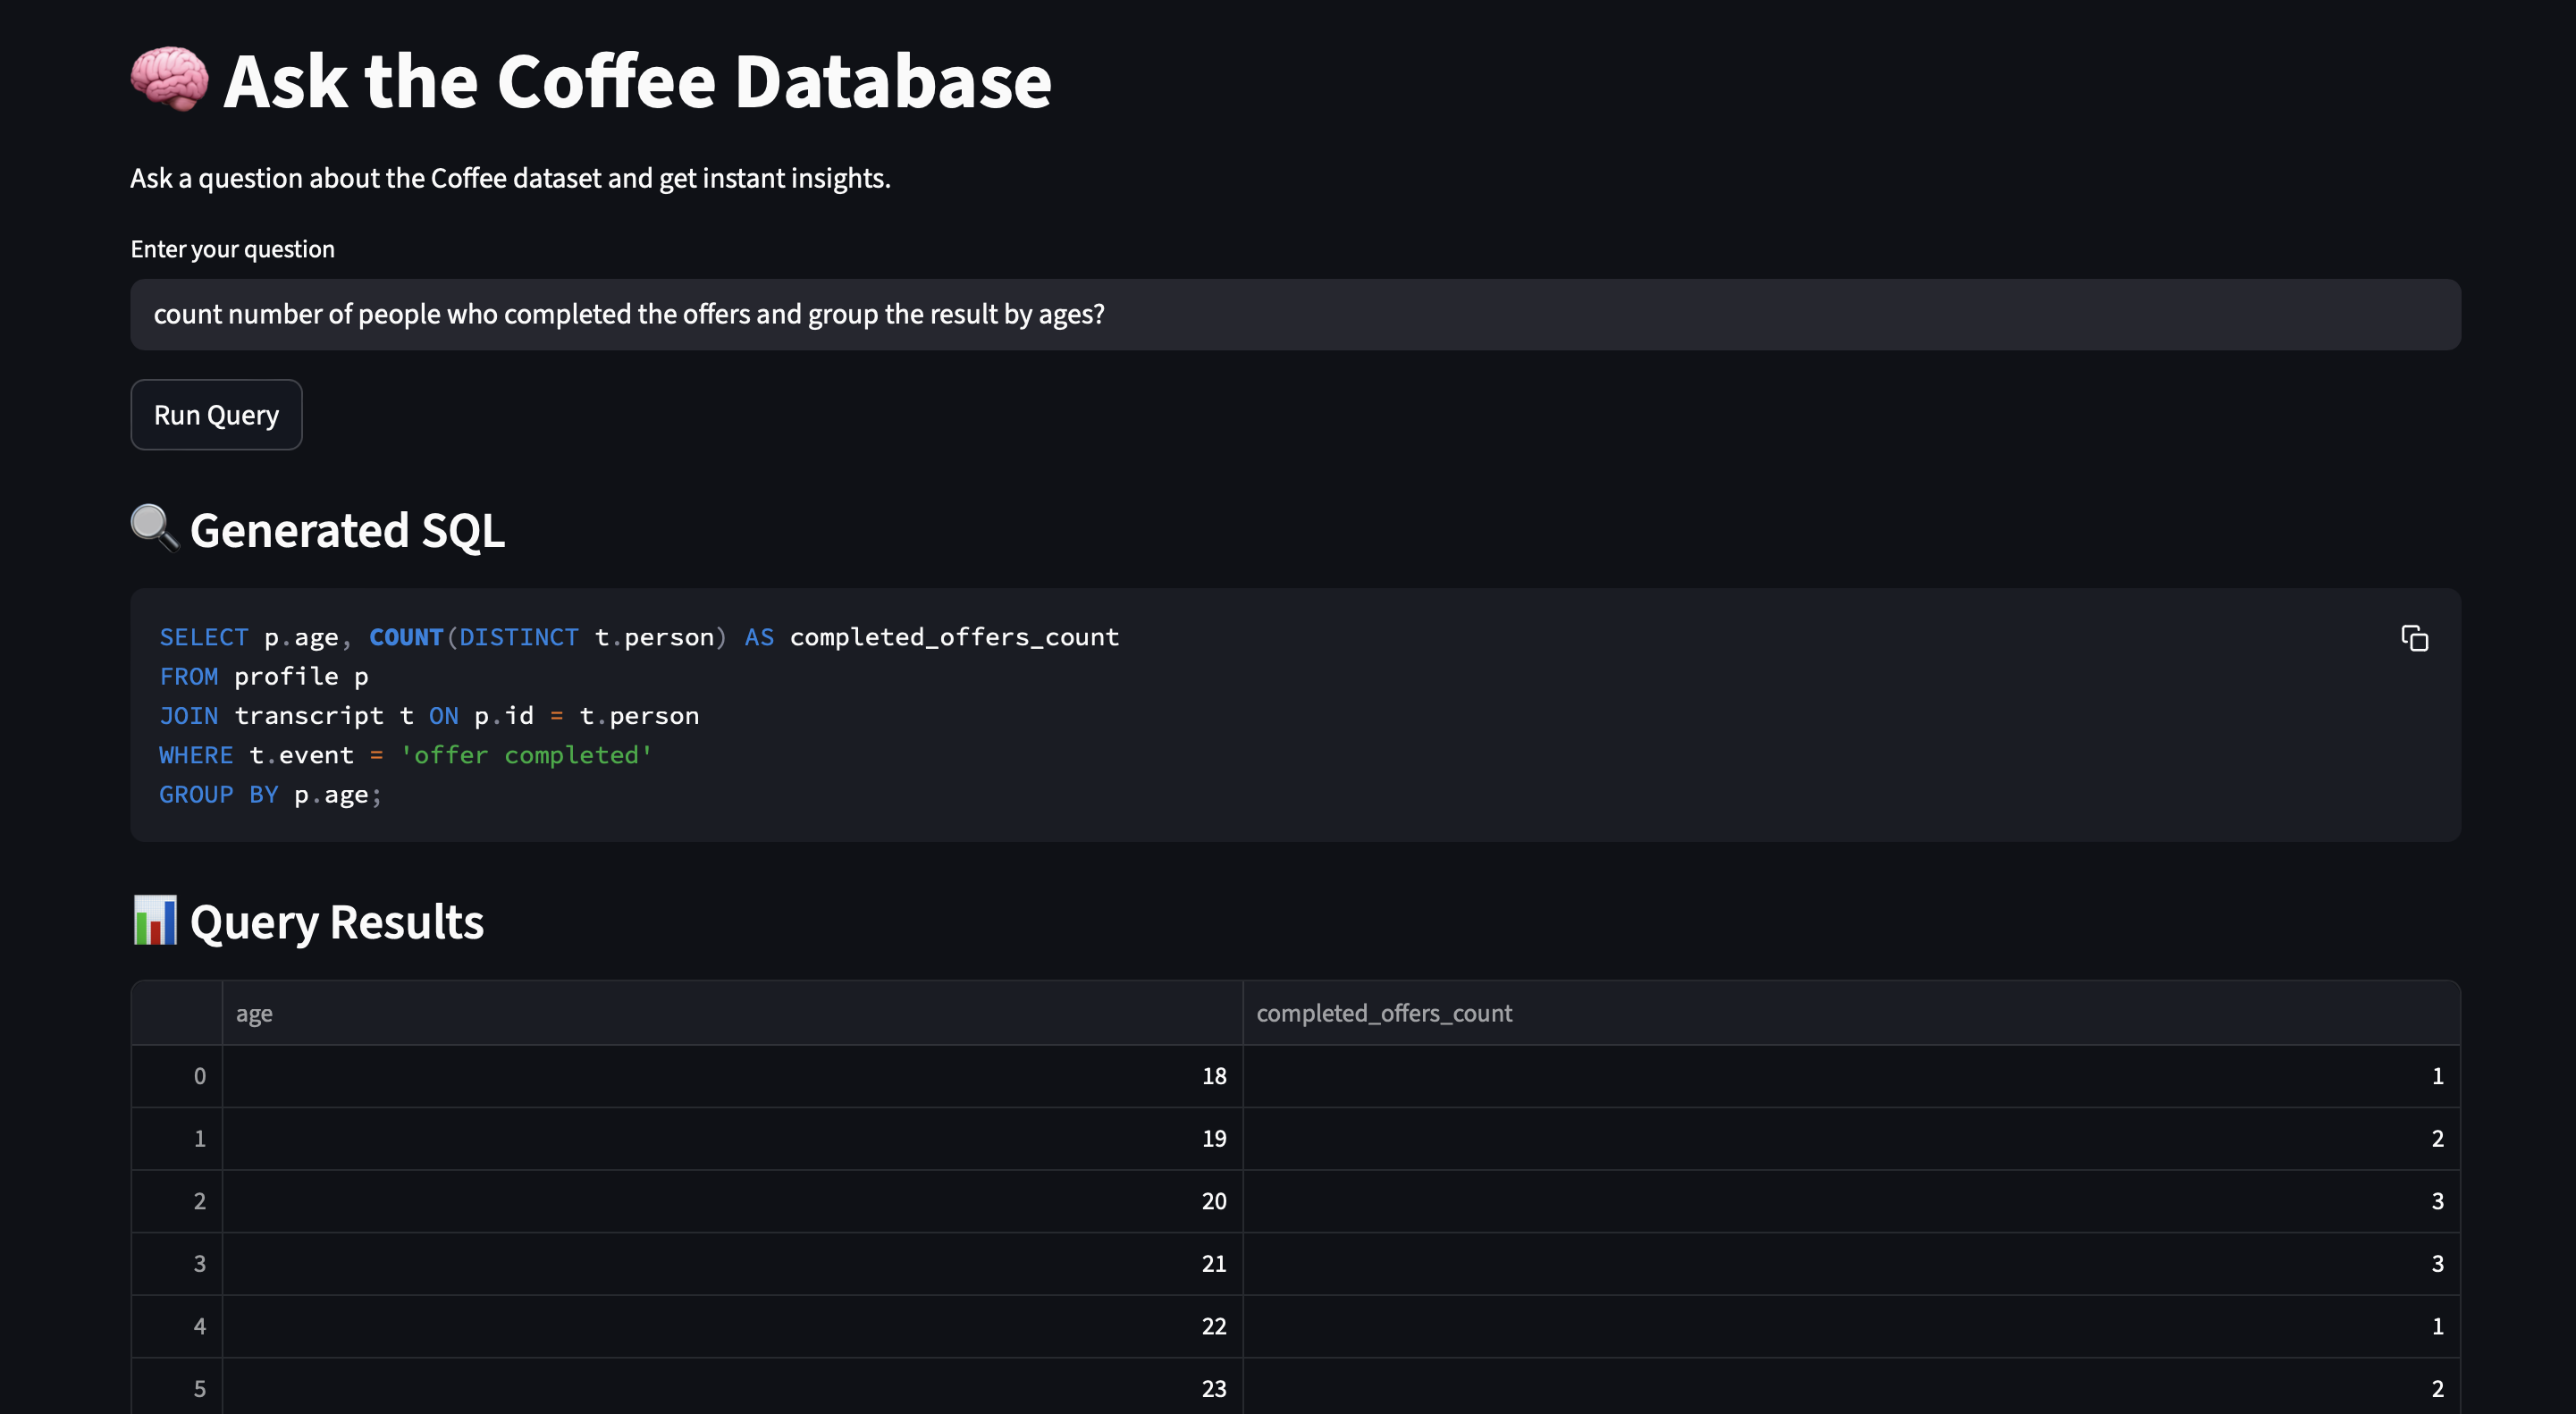 Ask the Coffee Database
Ask a question about the Coffee dataset and get instant insights.
Enter your question
count number of people who completed the offers and group the result by ages?
Run Query
Generated SQL
SELECT p.age, COUNT(DISTINCT t.person) AS completed_offers_count
FROM profile p
JOIN transcript t ON p.id = t.person
WHERE t.event = 'offer completed'
GROUP BY p.age;
Query Results
age completed_offers_count
0 18 1
1 19 2
2 20 3
3 21 3
4 22 1
5 23 2